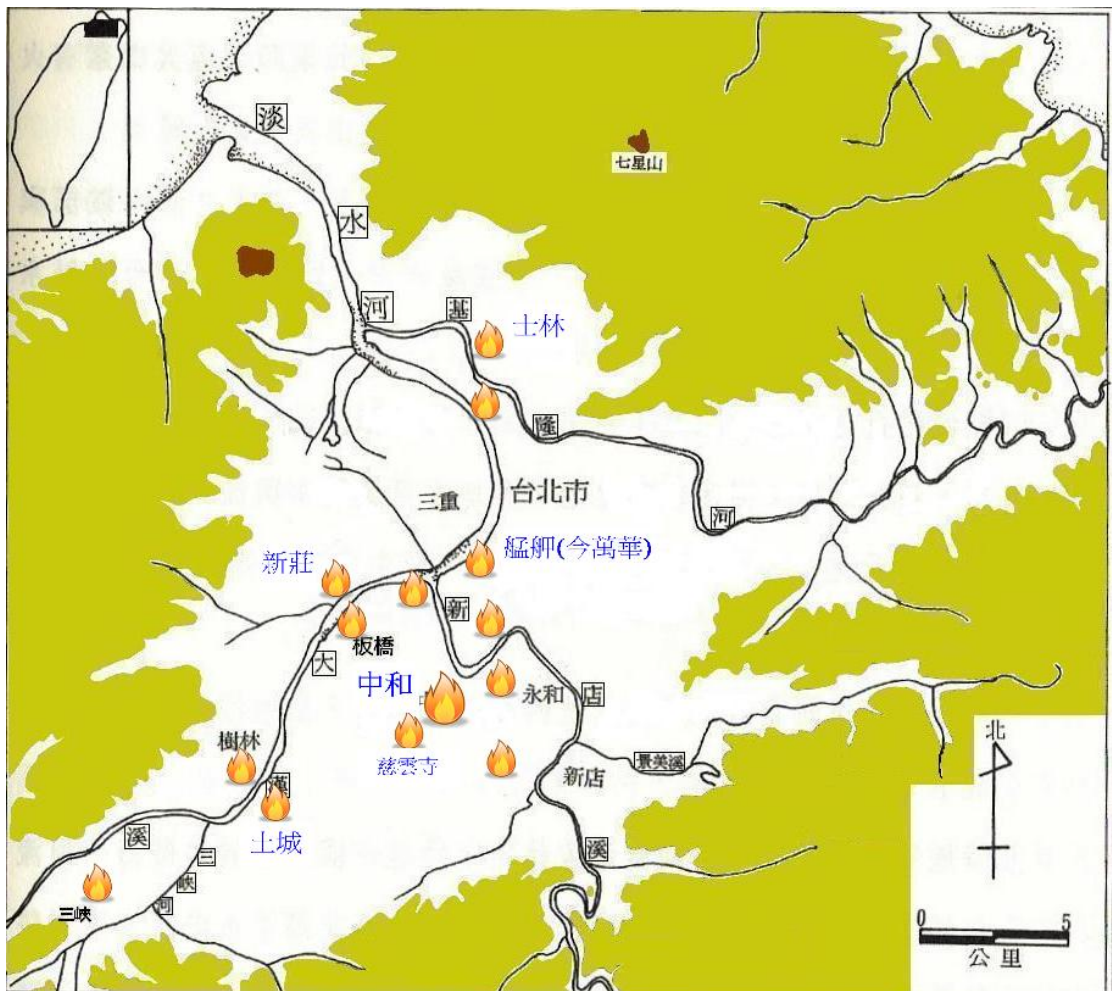 淡
水
河
七星山
基
士林
隆
河
三重
台北市
艋舺(今萬華)
新莊
新
板橋
大
中和
永和
店
樹林
慈雲寺
景美溪
新店
漢
土城
溪
三
峽
河
溪
三峽
北
0 5
公里